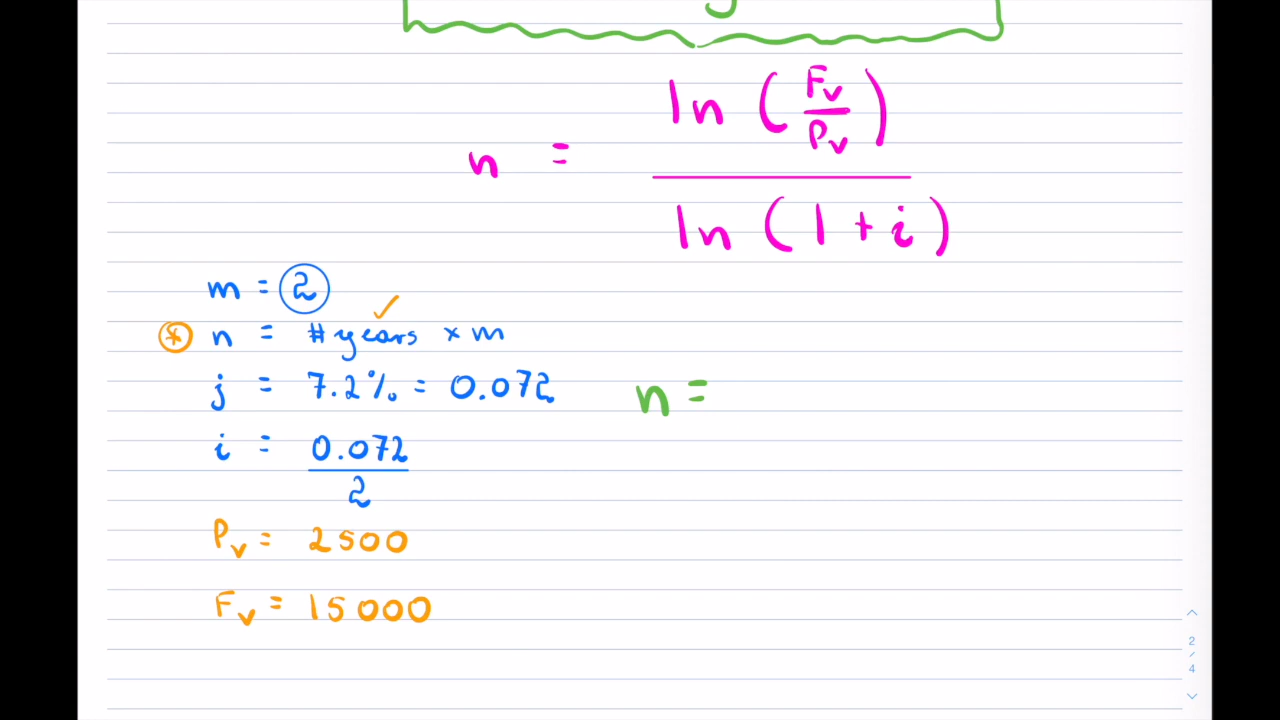 n = ln ( Fv / Pv ) / ln ( 1 + i )
m = 2
* n = # years × m
j = 7.2% = 0.072
n =
i = 0.072 / 2
Pv = 2500
Fv = 15000
2 / 4